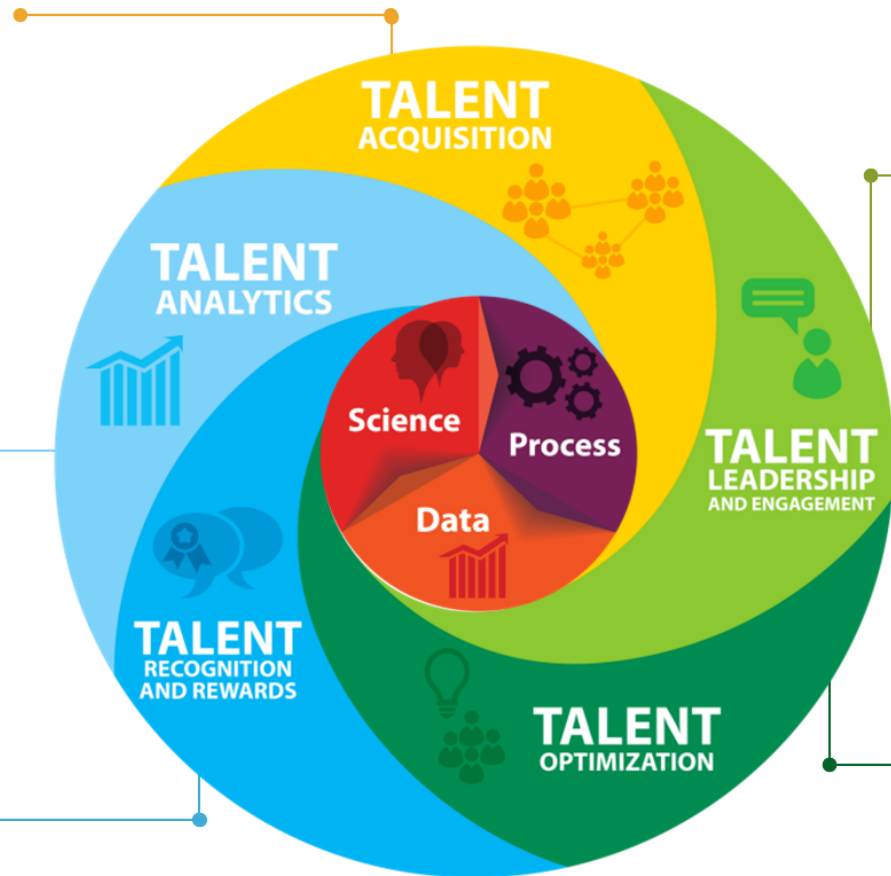 TALENT
ACQUISITION
TALENT
ANALYTICS
TALENT
LEADERSHIP
AND ENGAGEMENT
Science
Process
Data
TALENT
RECOGNITION
AND REWARDS
TALENT
OPTIMIZATION